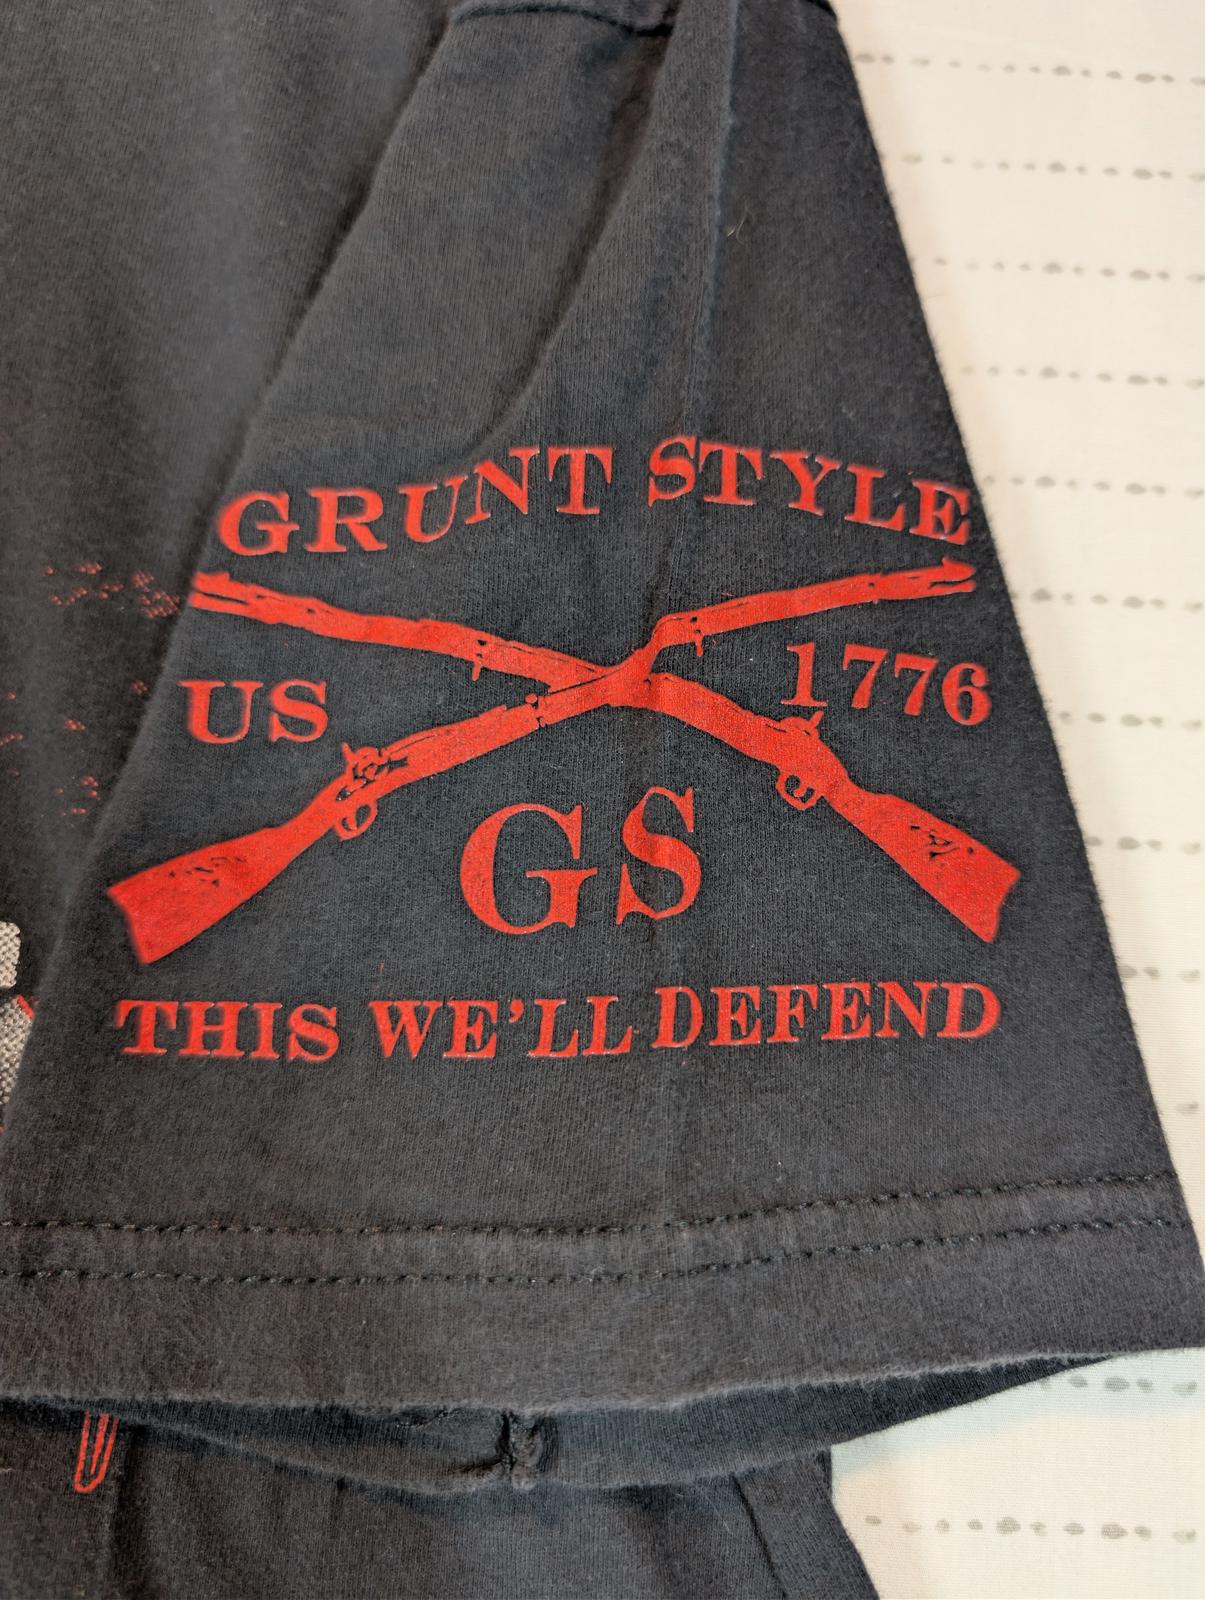 GRUNT STYLE
US 1776
GS
THIS WE'LL DEFEND